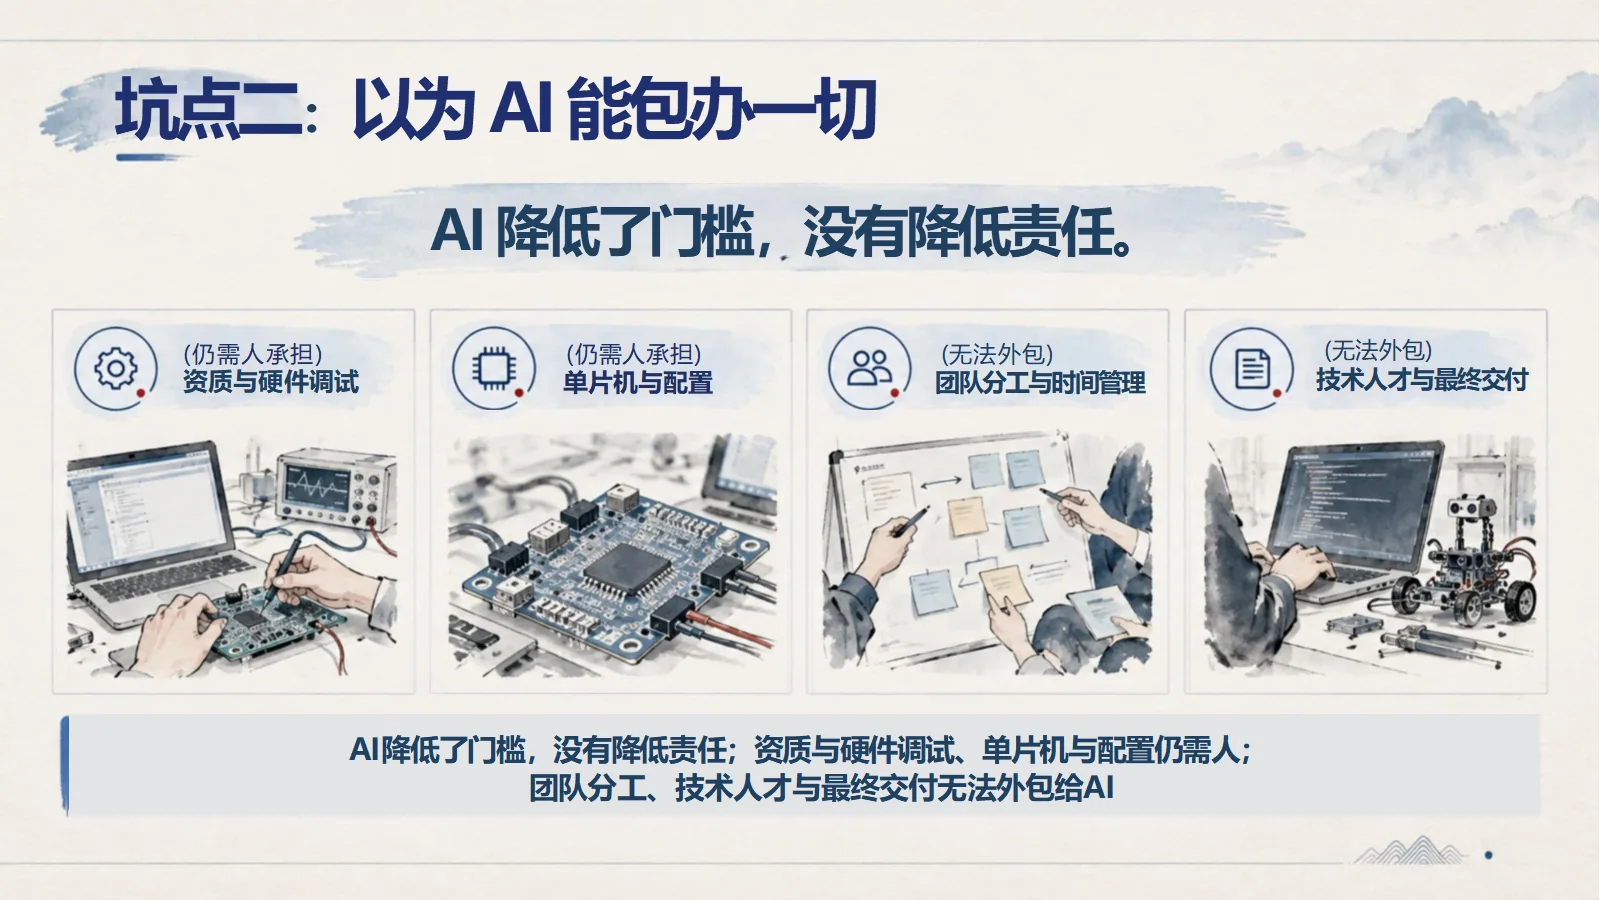 坑点二：以为 AI 能包办一切
AI 降低了门槛，没有降低责任。
(仍需人承担)
资质与硬件调试
(仍需人承担)
单片机与配置
(无法外包)
团队分工与时间管理
(无法外包)
技术人才与最终交付
AI降低了门槛，没有降低责任；资质与硬件调试、单片机与配置仍需人；
团队分工、技术人才与最终交付无法外包给AI